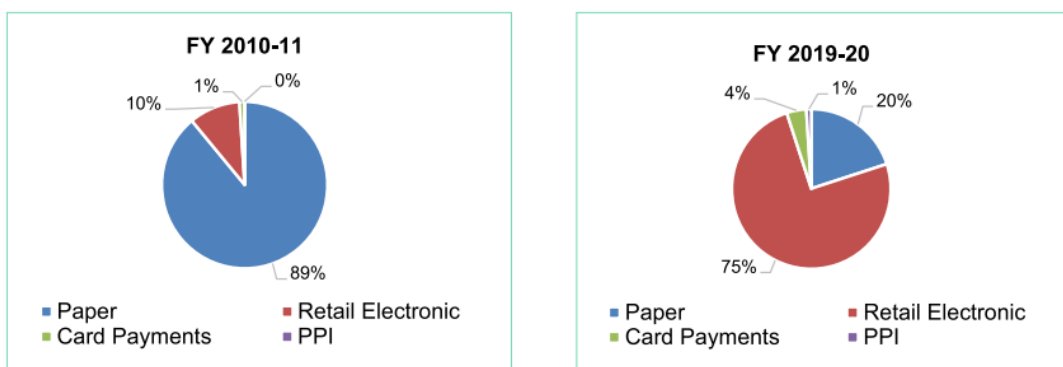 FY 2010-11
0%
1%
10%
89%
Paper
Retail Electronic
Card Payments
PPI
FY 2019-20
1%
4%
20%
75%
Paper
Retail Electronic
Card Payments
PPI